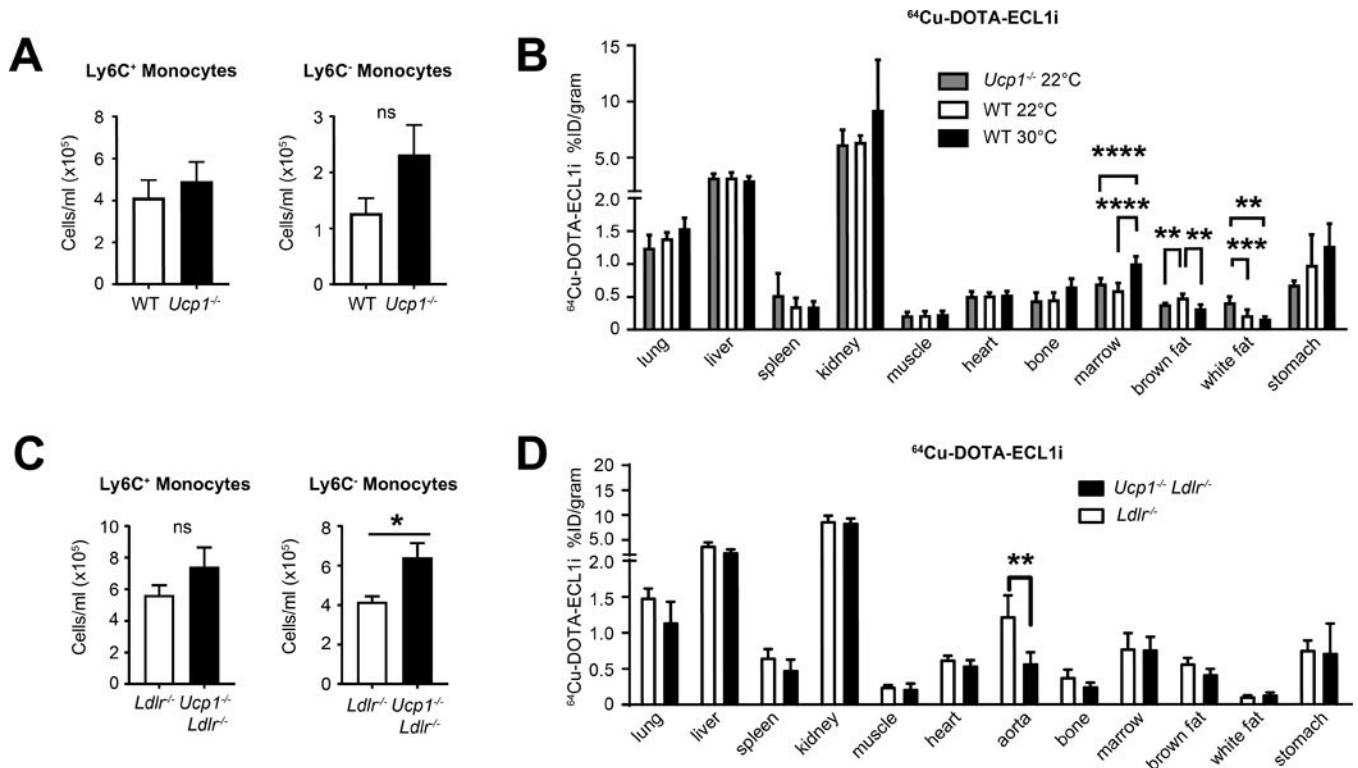 A
Ly6C⁺ Monocytes
Cells/ml (x10⁵)
8
6
4
2
0
WT Ucp1⁻/⁻
Ly6C⁻ Monocytes
ns
Cells/ml (x10⁵)
3
2
1
0
WT Ucp1⁻/⁻
B
⁶⁴Cu-DOTA-ECL1i
⁶⁴Cu-DOTA-ECL1i %ID/gram
15
10
5.0
2.0
1.5
1.0
0.5
0
Ucp1⁻/⁻ 22°C
WT 22°C
WT 30°C
****
****
** **
**
***
lung
liver
spleen
kidney
muscle
heart
bone
marrow
brown fat
white fat
stomach
C
Ly6C⁺ Monocytes
ns
Cells/ml (x10⁵)
10
8
6
4
2
0
Ldlr⁻/⁻ Ucp1⁻/⁻
Ldlr⁻/⁻
Ly6C⁻ Monocytes
*
Cells/ml (x10⁵)
8
6
4
2
0
Ldlr⁻/⁻ Ucp1⁻/⁻
Ldlr⁻/⁻
D
⁶⁴Cu-DOTA-ECL1i
⁶⁴Cu-DOTA-ECL1i %ID/gram
20
15
10
5.0
2.0
1.5
1.0
0.5
0
Ucp1⁻/⁻ Ldlr⁻/⁻
Ldlr⁻/⁻
**
lung
liver
spleen
kidney
muscle
heart
aorta
bone
marrow
brown fat
white fat
stomach